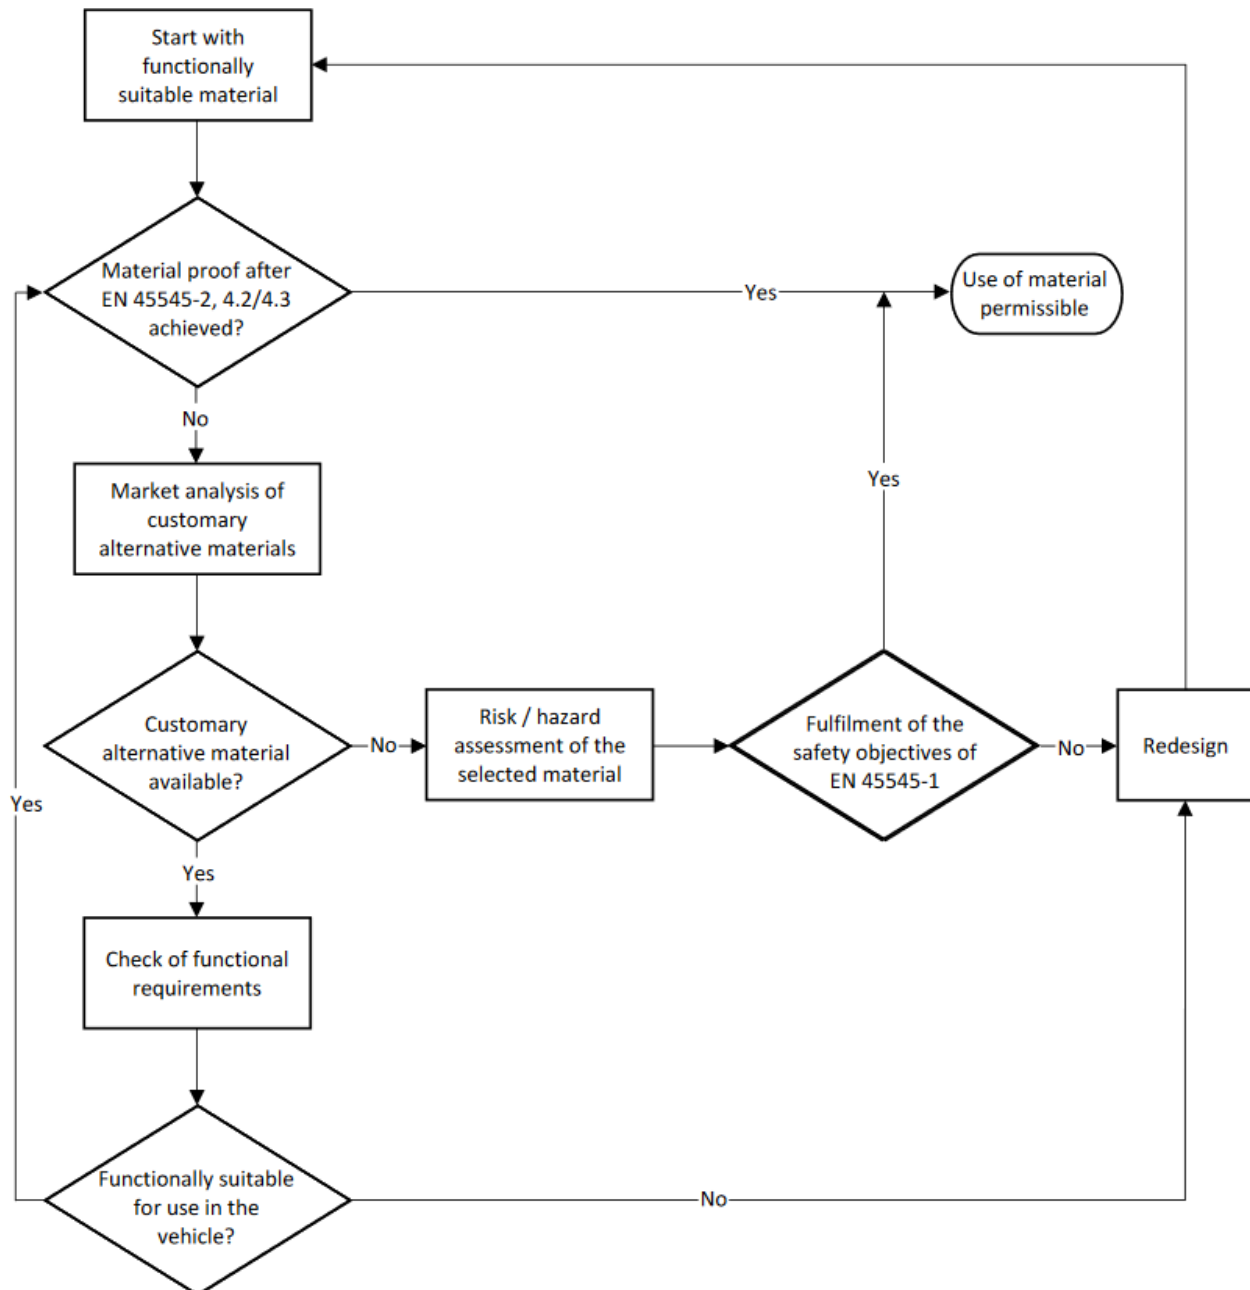 Start with
functionally
suitable material
Material proof after
EN 45545-2, 4.2/4.3
achieved?
Yes
Use of material
permissible
No
Market analysis of
customary
alternative materials
Yes
Customary
alternative material
available?
No
Risk / hazard
assessment of the
selected material
Fulfilment of the
safety objectives of
EN 45545-1
No
Redesign
Yes
Yes
Check of functional
requirements
Functionally suitable
for use in the
vehicle?
No